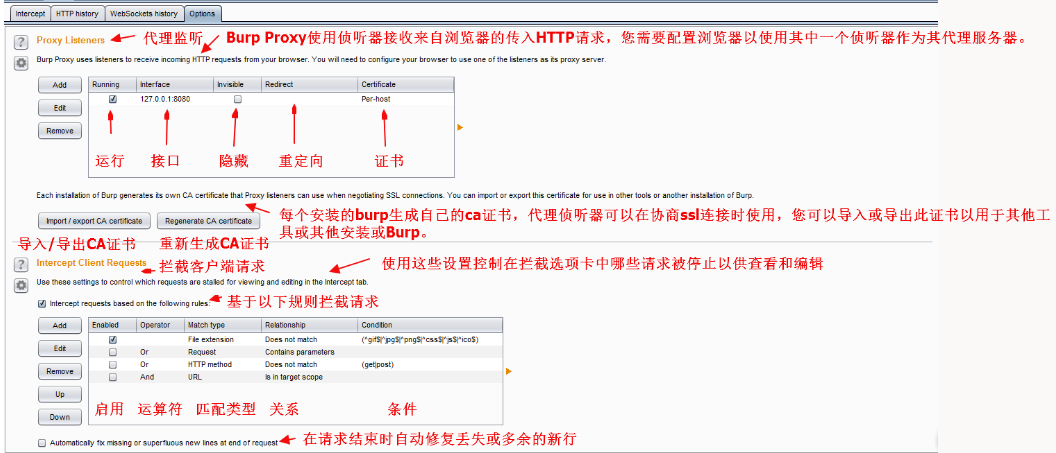 Intercept HTTP history WebSockets history Options
? Proxy Listeners 代理监听 Burp Proxy使用侦听器接收来自浏览器的传入HTTP请求，您需要配置浏览器以使用其中一个侦听器作为其代理服务器。
Burp Proxy uses listeners to receive incoming HTTP requests from your browser. You will need to configure your browser to use one of the listeners as its proxy server.
Add Running Interface Invisible Redirect Certificate
127.0.0.1:8080 Per-host
Edit
Remove
运行 接口 隐藏 重定向 证书
Each installation of Burp generates its own CA certificate that Proxy listeners can use when negotiating SSL connections. You can import or export this certificate for use in other tools or another installation of Burp.
Import / export CA certificate Regenerate CA certificate
每个安装的burp生成自己的ca证书，代理侦听器可以在协商ssl连接时使用，您可以导入或导出此证书以用于其他工
具或其他安装或Burp。
导入/导出CA证书 重新生成CA证书
? Intercept Client Requests 拦截客户端请求 使用这些设置控制在拦截选项卡中哪些请求被停止以供查看和编辑
Use these settings to control which requests are stalled for viewing and editing in the Intercept tab.
Intercept requests based on the following rules: 基于以下规则拦截请求
Add Enabled Operator Match type Relationship Condition
File extension Does not match (^gif$|^jpg$|^png$|^css$|^js$|^ico$)
Edit Or Request Contains parameters
Remove Or HTTP method Does not match (get|post)
And URL Is in target scope
Up
Down
启用 运算符 匹配类型 关系 条件
Automatically fix missing or superfluous new lines at end of request 在请求结束时自动修复丢失或多余的新行